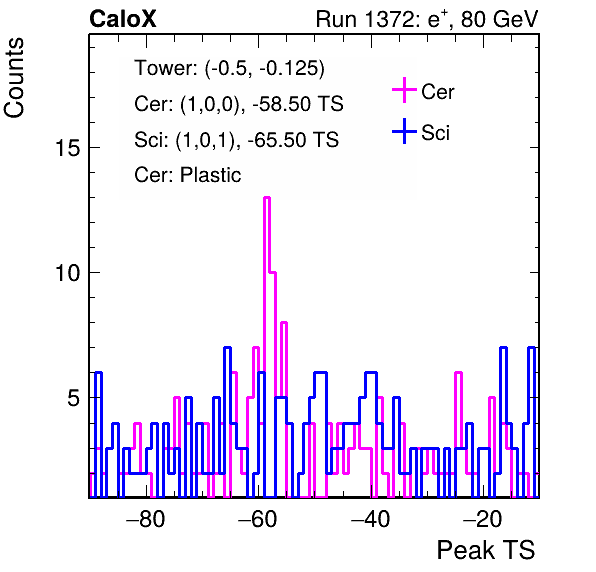 CaloX Run 1372: e⁺, 80 GeV
Counts
Tower: (-0.5, -0.125)
Cer: (1,0,0), -58.50 TS
Sci: (1,0,1), -65.50 TS
Cer: Plastic
Cer
Sci
15
10
5
−80 −60 −40 −20
Peak TS